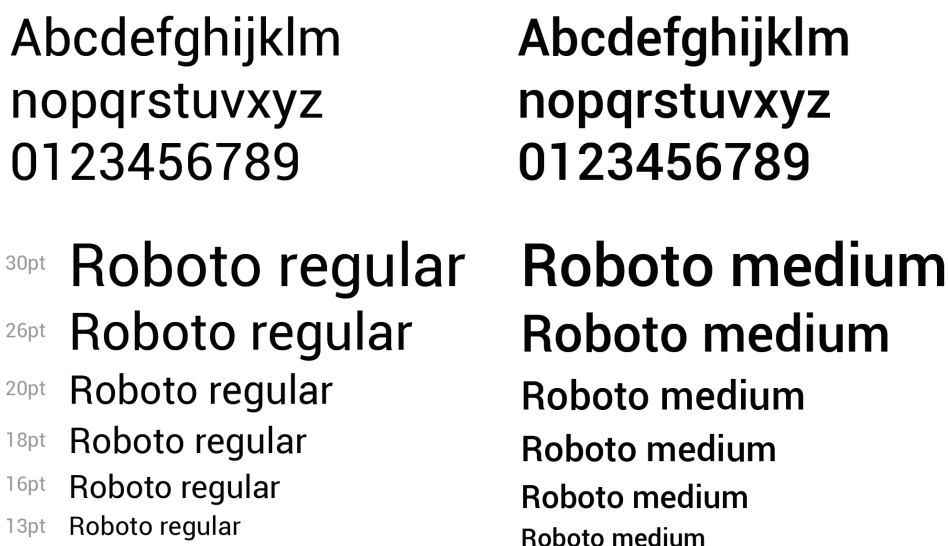 Abcdefghijklm
nopqrstuvxyz
0123456789
Abcdefghijklm
nopqrstuvxyz
0123456789
30pt Roboto regular Roboto medium
26pt Roboto regular Roboto medium
20pt Roboto regular Roboto medium
18pt Roboto regular Roboto medium
16pt Roboto regular Roboto medium
13pt Roboto regular Roboto medium